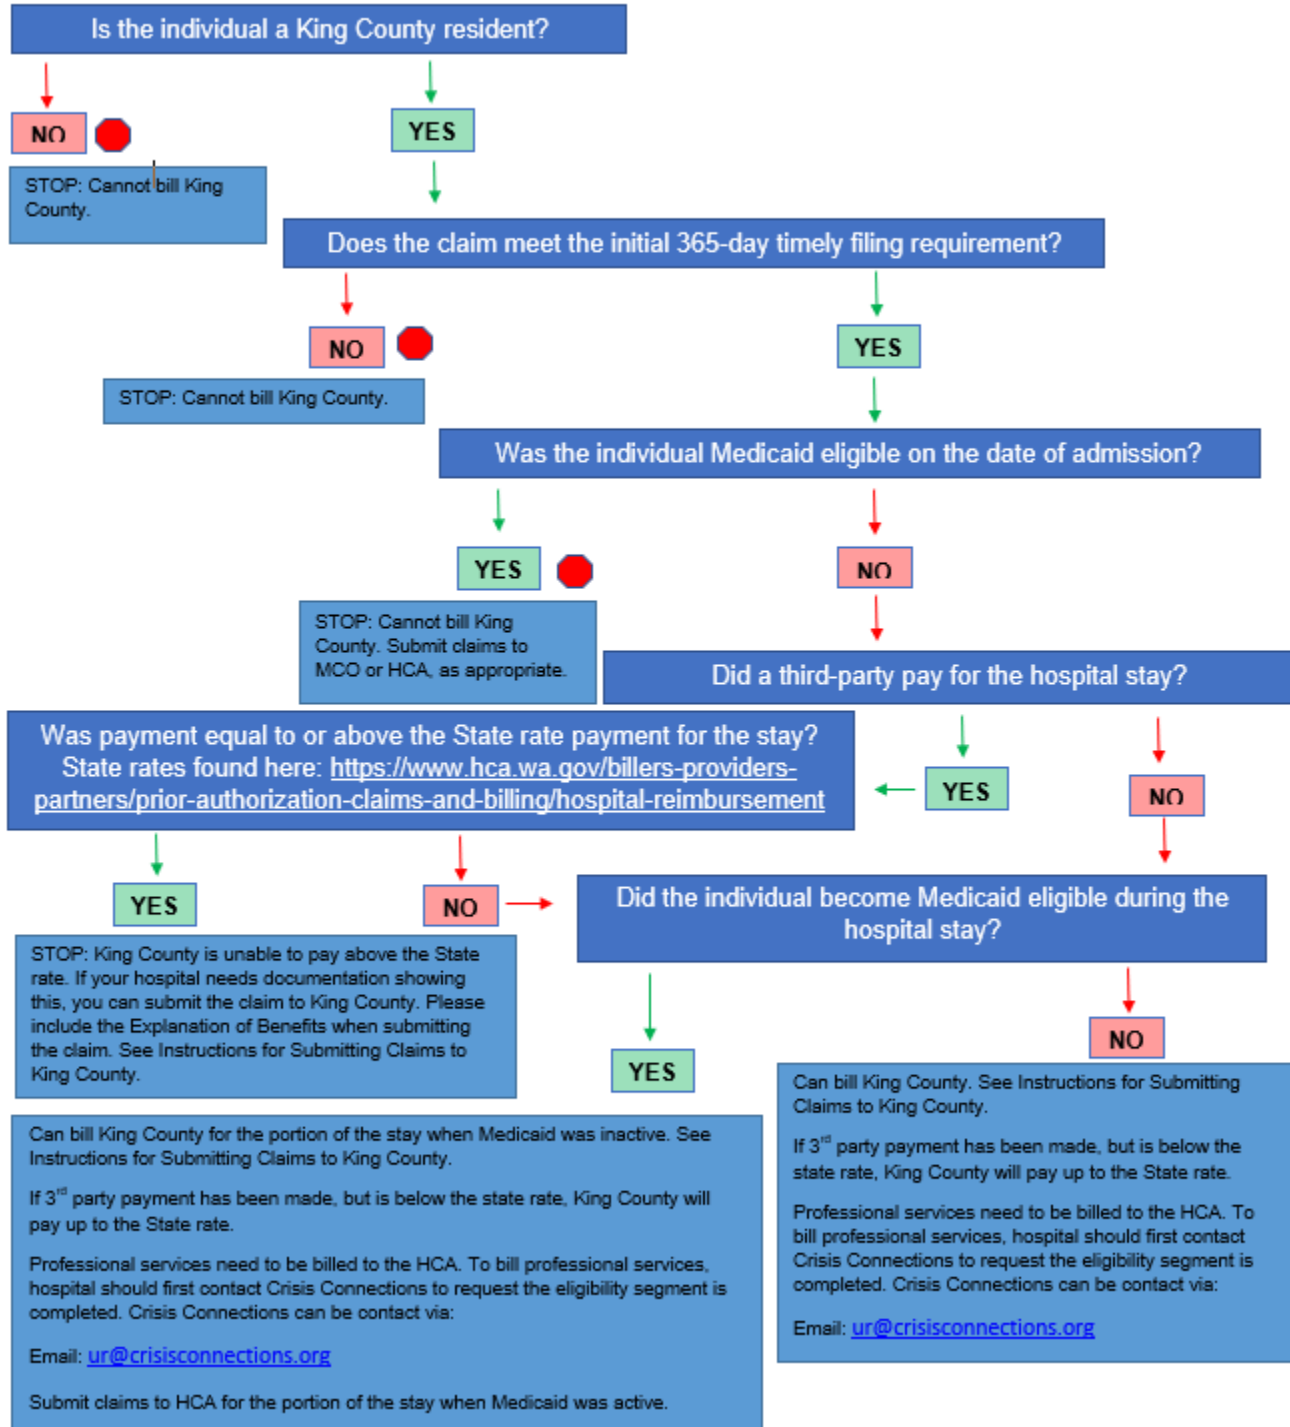 Is the individual a King County resident?
NO
YES
STOP: Cannot bill King
County.
Does the claim meet the initial 365-day timely filing requirement?
NO
YES
STOP: Cannot bill King County.
Was the individual Medicaid eligible on the date of admission?
YES
NO
STOP: Cannot bill King
County. Submit claims to
MCO or HCA, as appropriate.
Did a third-party pay for the hospital stay?
YES
NO
Was payment equal to or above the State rate payment for the stay?
State rates found here: https://www.hca.wa.gov/billers-providers-
partners/prior-authorization-claims-and-billing/hospital-reimbursement
YES
NO
Did the individual become Medicaid eligible during the
hospital stay?
STOP: King County is unable to pay above the State
rate. If your hospital needs documentation showing
this, you can submit the claim to King County. Please
include the Explanation of Benefits when submitting
the claim. See Instructions for Submitting Claims to
King County.
YES
NO
Can bill King County for the portion of the stay when Medicaid was inactive. See
Instructions for Submitting Claims to King County.
If 3rd party payment has been made, but is below the state rate, King County will
pay up to the State rate.
Professional services need to be billed to the HCA. To bill professional services,
hospital should first contact Crisis Connections to request the eligibility segment is
completed. Crisis Connections can be contact via:
Email: ur@crisisconnections.org
Submit claims to HCA for the portion of the stay when Medicaid was active.
Can bill King County. See Instructions for Submitting
Claims to King County.
If 3rd party payment has been made, but is below the
state rate, King County will pay up to the State rate.
Professional services need to be billed to the HCA. To
bill professional services, hospital should first contact
Crisis Connections to request the eligibility segment is
completed. Crisis Connections can be contact via:
Email: ur@crisisconnections.org